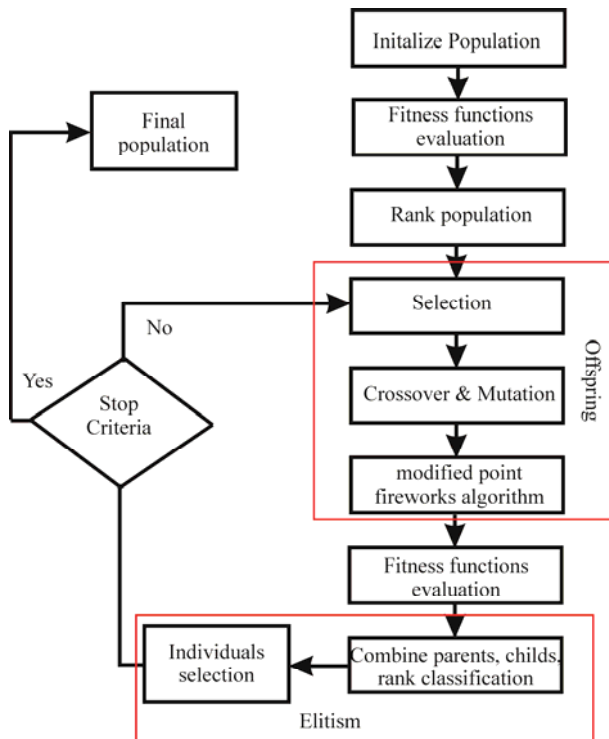 Initalize Population
Fitness functions
evaluation
Final
population
Rank population
Selection
No
Offspring
Yes
Stop
Criteria
Crossover & Mutation
modified point
fireworks algorithm
Fitness functions
evaluation
Individuals
selection
Combine parents, childs,
rank classification
Elitism